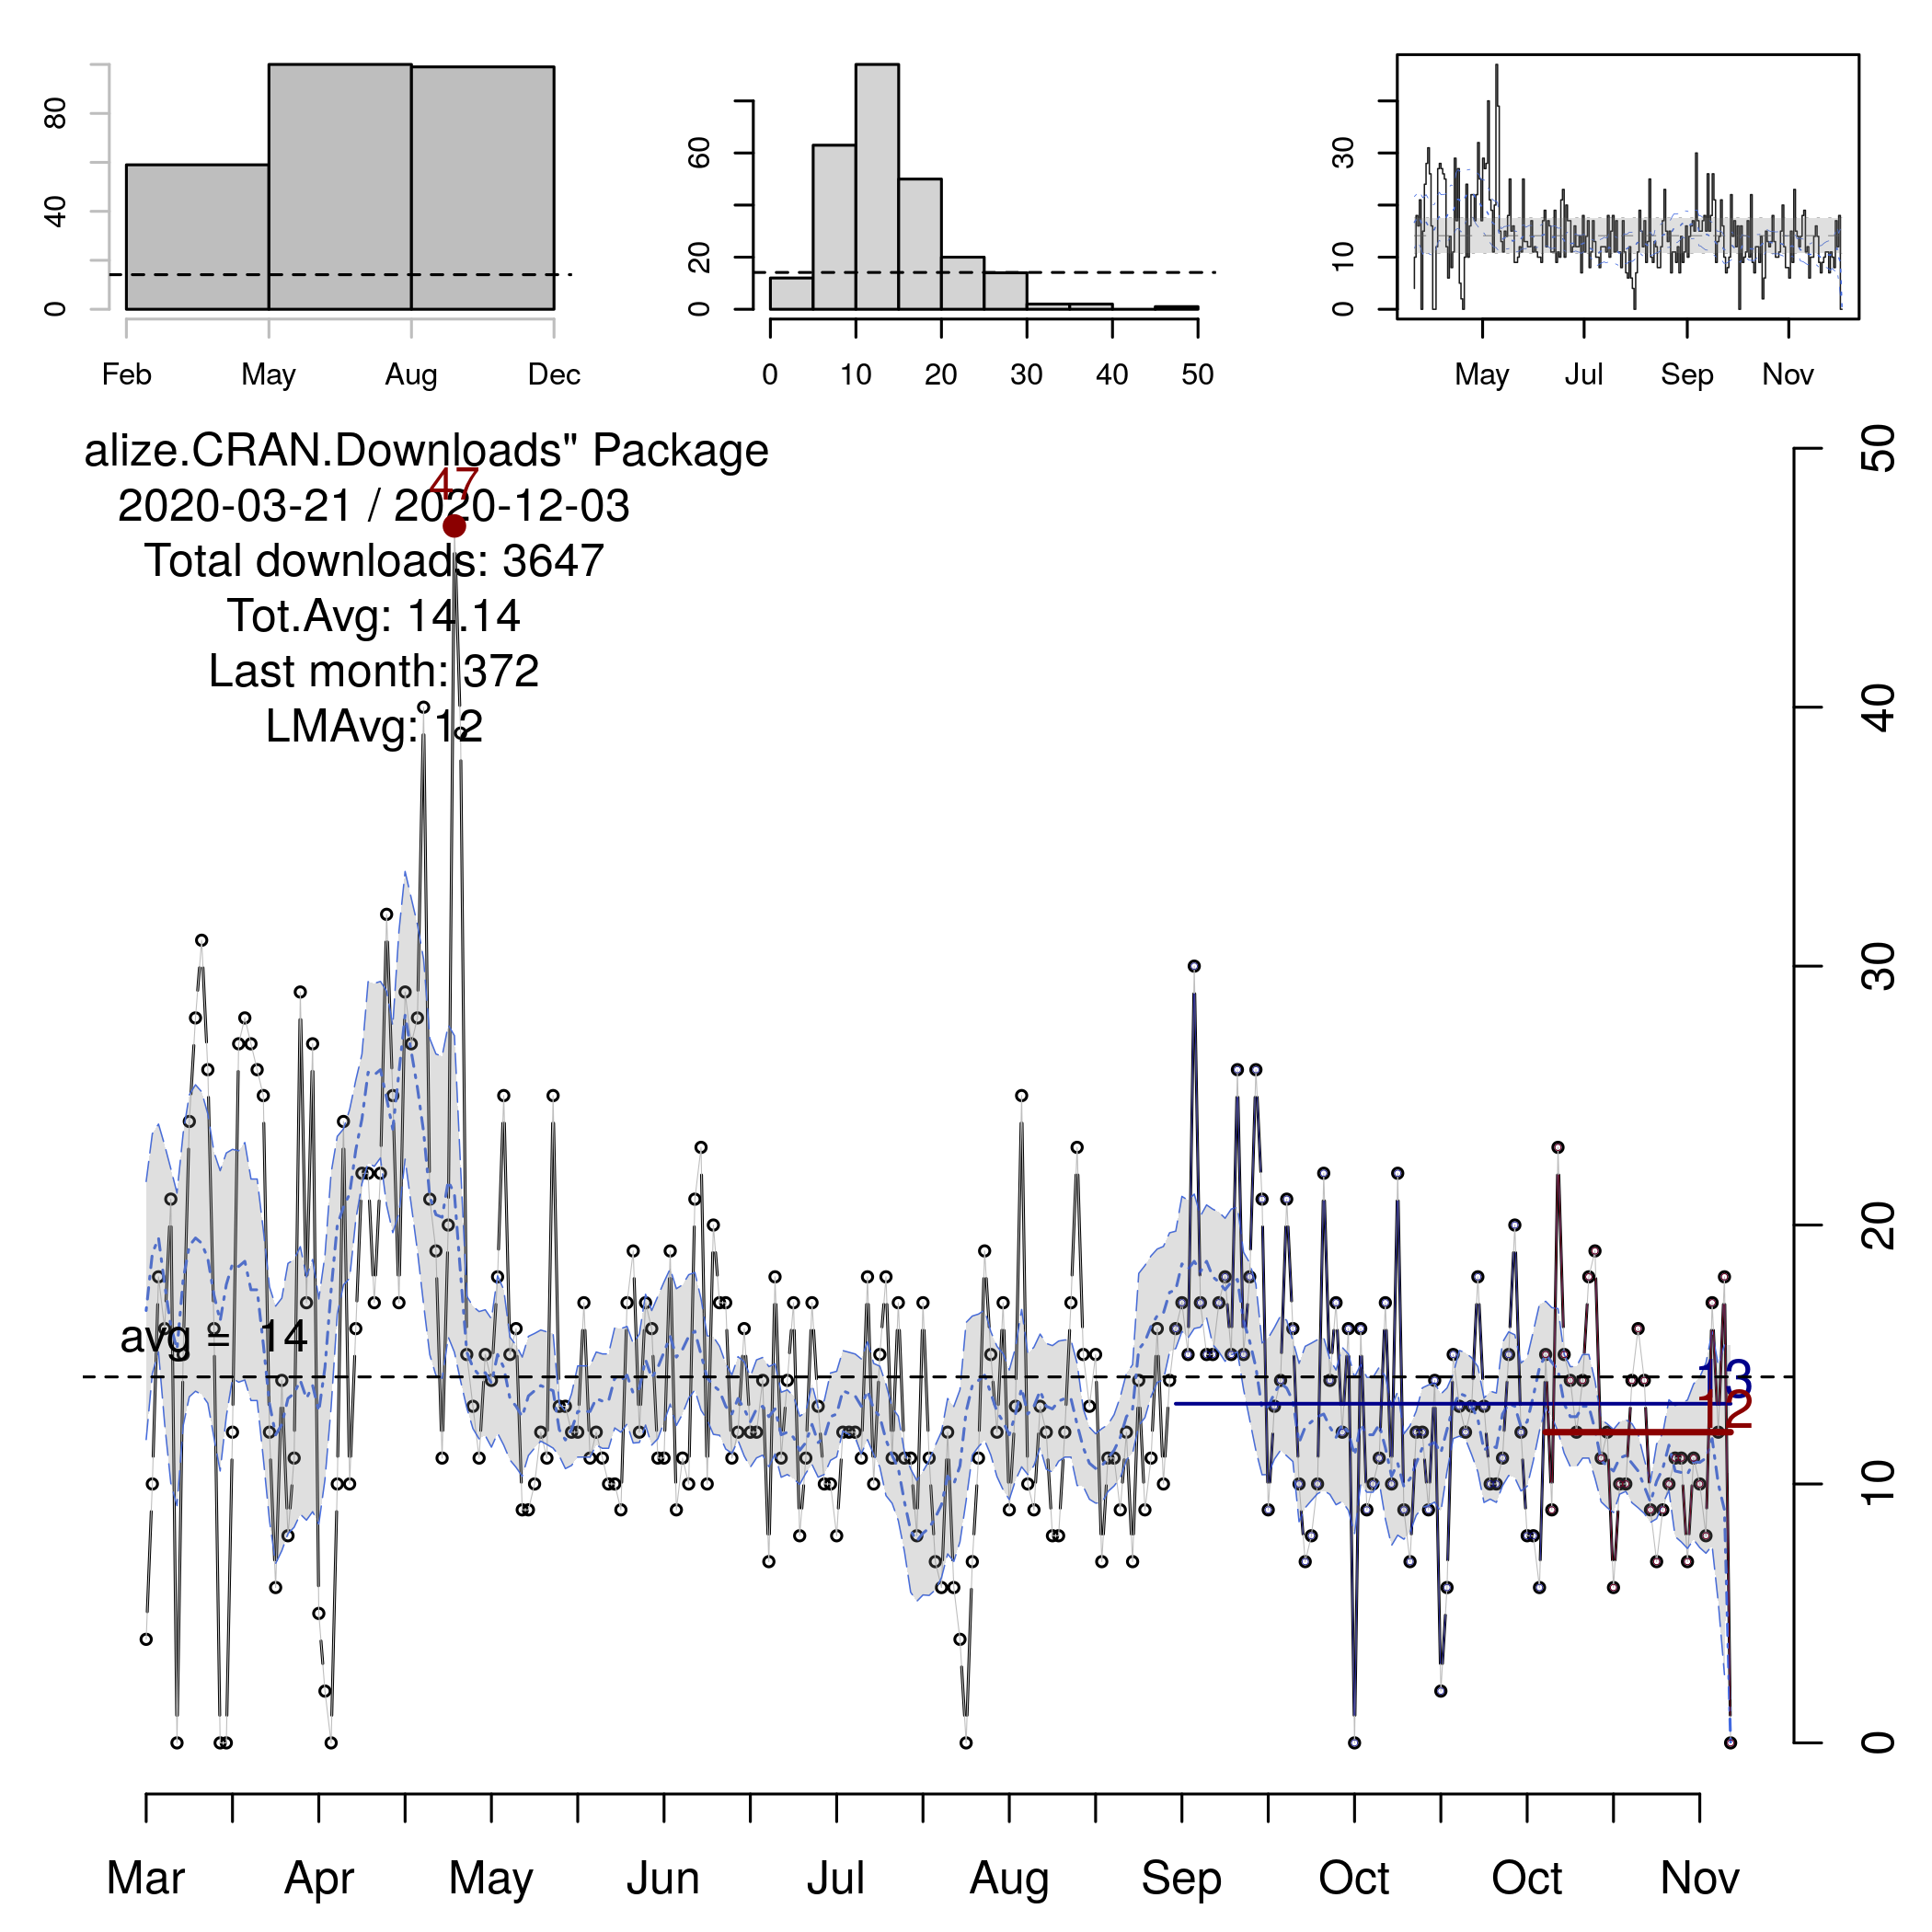 80
40
0
Feb May Aug Dec
60
20
0
0 10 20 30 40 50
30
10
0
May Jul Sep Nov
alize.CRAN.Downloads" Package
47
2020-03-21 / 2020-12-03
Total downloads: 3647
Tot.Avg: 14.14
Last month: 372
LMAvg: 12
avg = 14
13
12
50
40
30
20
10
0
Mar Apr May Jun Jul Aug Sep Oct Oct Nov